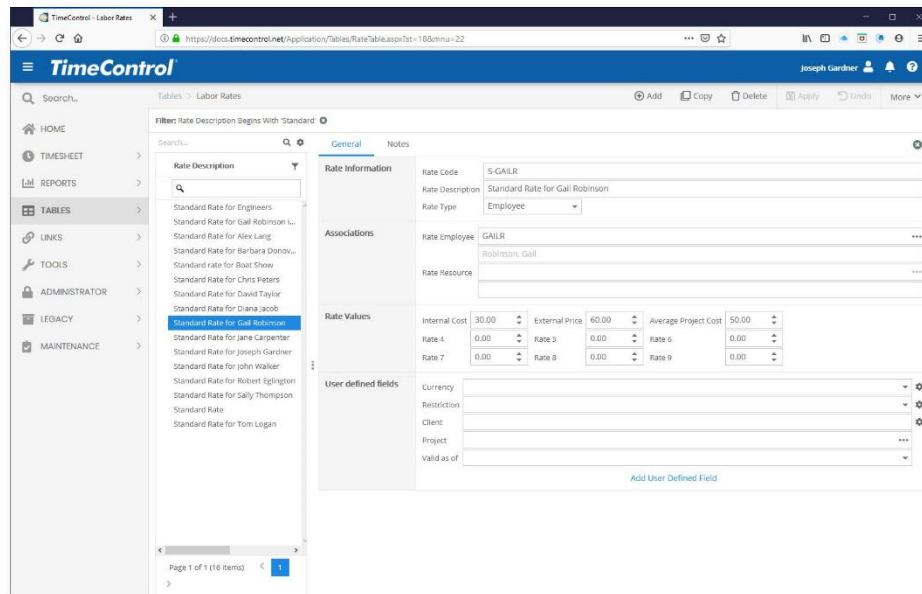 TimeControl - Labor Rates
https://docs.timecontrol.net/Application/Tables/RateTable.aspx?st=188&mnu=22
TimeControl
Joseph Gardner
Search...
Tables > Labor Rates
Add Copy Delete Apply Undo More
Filter: Rate Description Begins With 'Standard'
HOME
TIMESHEET
REPORTS
TABLES
LINKS
TOOLS
ADMINISTRATOR
LEGACY
MAINTENANCE
Search...
Rate Description
Standard Rate for Engineers
Standard Rate for Gail Robinson i...
Standard Rate for Alex Lang
Standard Rate for Barbara Donov...
Standard rate for Boat Show
Standard Rate for Chris Peters
Standard Rate for David Taylor
Standard Rate for Diana Jacob
Standard Rate for Gail Robinson
Standard Rate for Jane Carpenter
Standard Rate for Joseph Gardner
Standard Rate for John Walker
Standard Rate for Robert Eglington
Standard Rate for Sally Thompson
Standard Rate
Standard Rate for Tom Logan
Page 1 of 1 (16 items) < 1
>
General Notes
Rate Information
Rate Code S-GAILR
Rate Description Standard Rate for Gail Robinson
Rate Type Employee
Associations
Rate Employee GAILR
Robinson, Gail
Rate Resource
Rate Values
Internal Cost 30.00 External Price 60.00 Average Project Cost 50.00
Rate 4 0.00 Rate 5 0.00 Rate 6 0.00
Rate 7 0.00 Rate 8 0.00 Rate 9 0.00
User defined fields
Currency
Restriction
Client
Project
Valid as of
Add User Defined Field